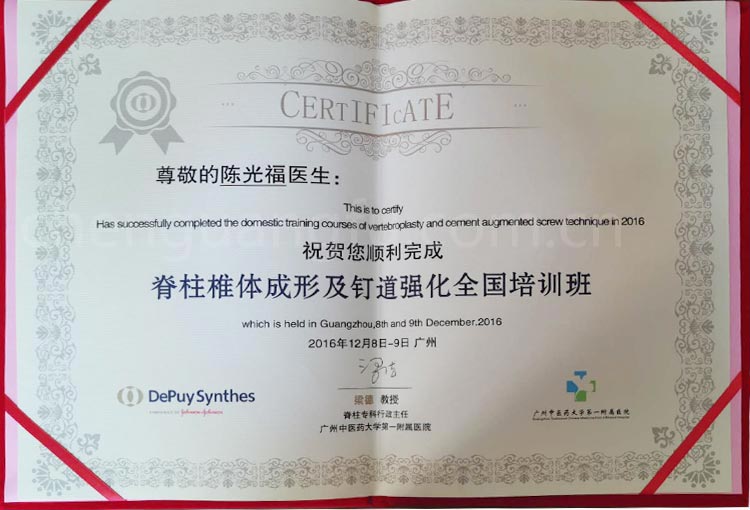 CERTIFICATE
尊敬的陈光福医生：
This is to certify
Has successfully completed the domestic training courses of vertebroplasty and cement augmented screw technique in 2016
祝贺您顺利完成
脊柱椎体成形及钉道强化全国培训班
which is held in Guangzhou,8th and 9th December.2016
2016年12月8日-9日 广州
DePuy Synthes
COMPANIES OF Johnson & Johnson
梁德 教授
脊柱专科行政主任
广州中医药大学第一附属医院
广州中医药大学第一附属医院